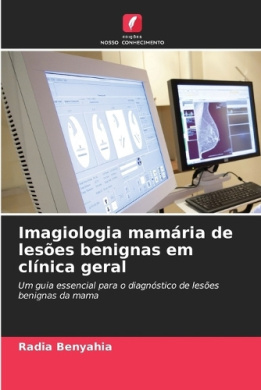 edições
NOSSO CONHECIMENTO
Imagiologia mamária de
lesões benignas em
clínica geral
Um guia essencial para o diagnóstico de lesões
benignas da mama
Radia Benyahia